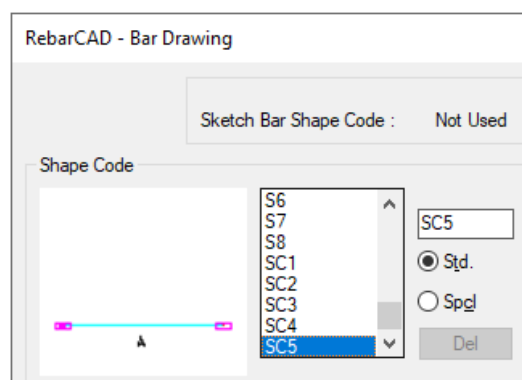 RebarCAD - Bar Drawing
Sketch Bar Shape Code : Not Used
Shape Code
S6
S7
S8
SC1
SC2
SC3
SC4
SC5
SC5
Std.
Spcl
Del
A